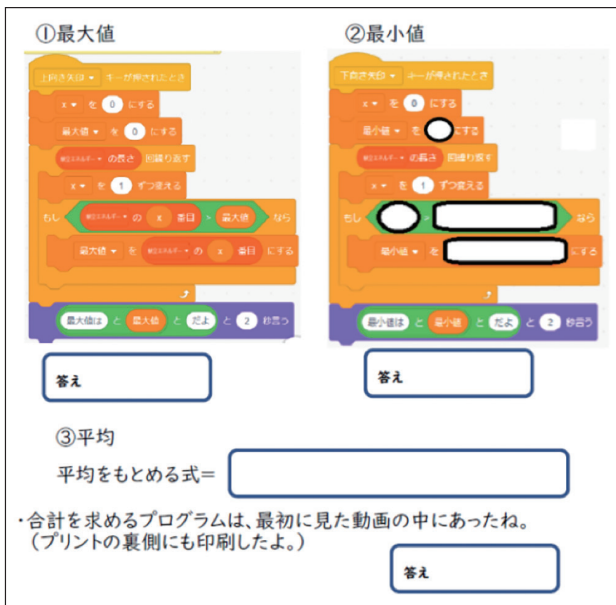 ①最大値
上向き矢印 キーが押されたとき
x を 0 にする
最大値 を 0 にする
の長さ 回繰り返す
x を 1 ずつ変える
もし の x 番目 > 最大値 なら
最大値 を の x 番目 にする
最大値は と 最大値 と だよ と 2 秒言う
答え
②最小値
下向き矢印 キーが押されたとき
x を 0 にする
最小値 を にする
の長さ 回繰り返す
x を 1 ずつ変える
もし > なら
最小値 を にする
最小値は と 最小値 と だよ と 2 秒言う
答え
③平均
平均をもとめる式=
・合計を求めるプログラムは、最初に見た動画の中にあったね。
(プリントの裏側にも印刷したよ。)
答え